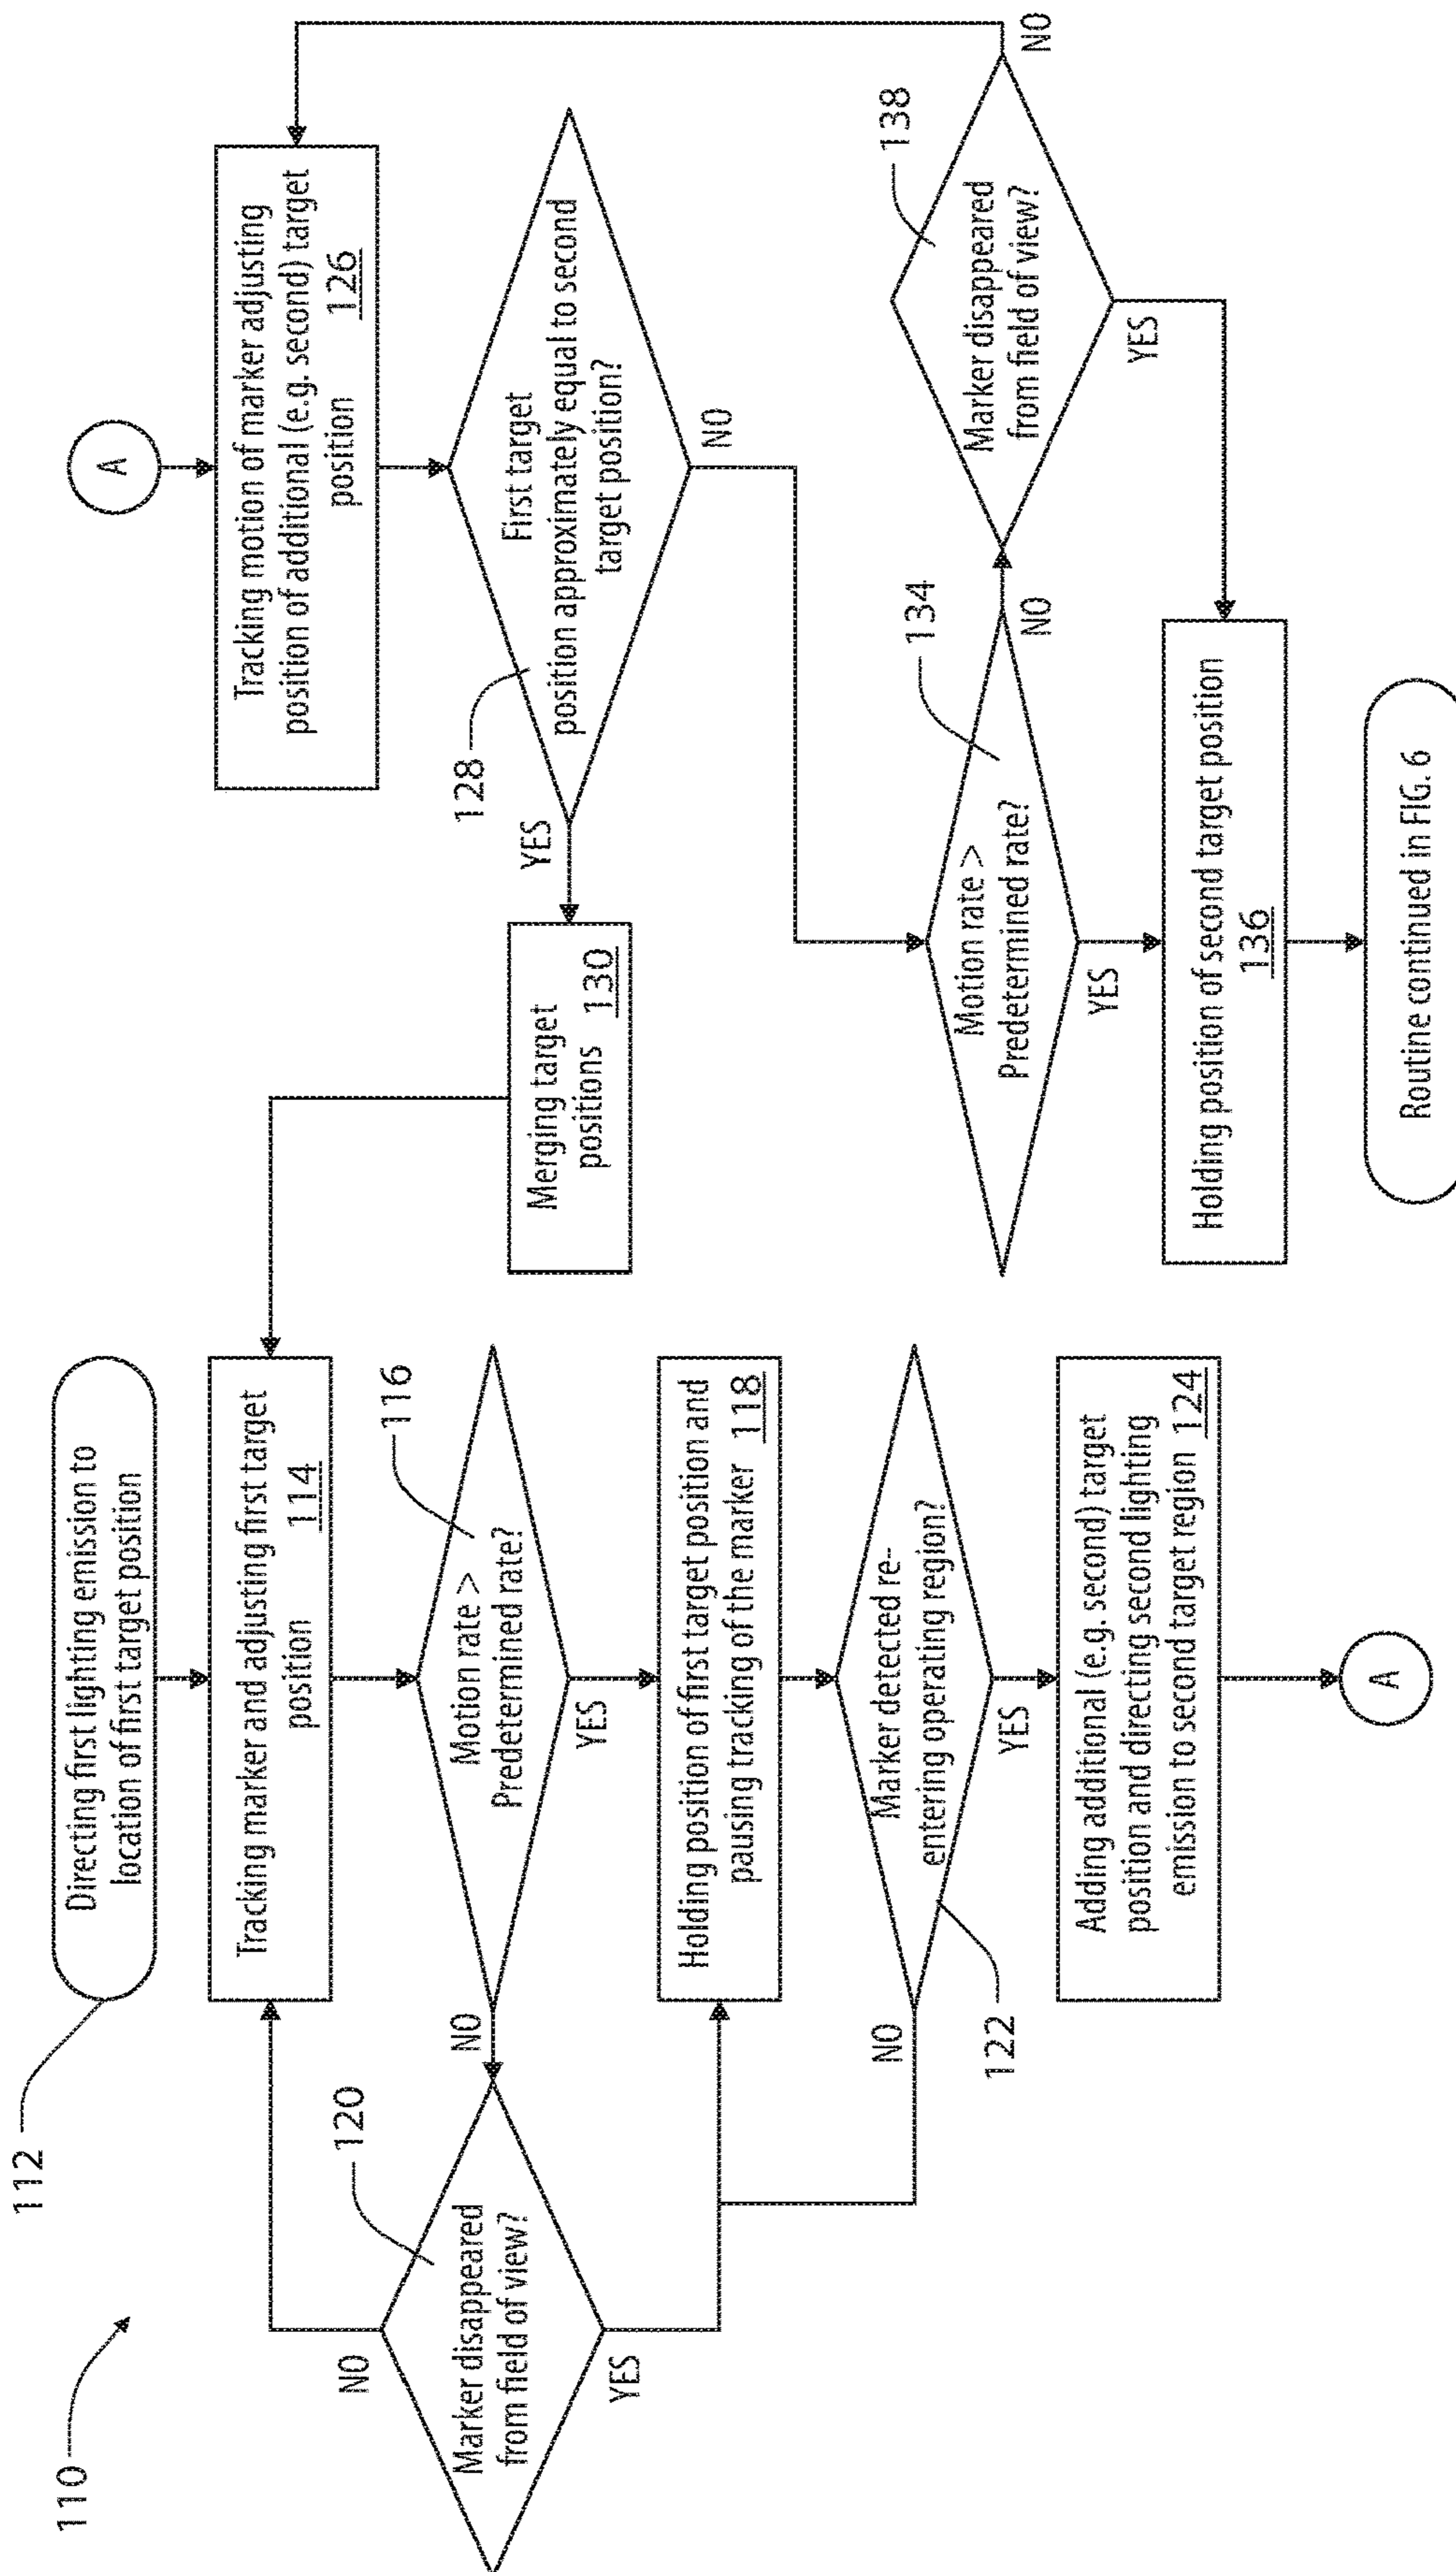 110
112
Directing first lighting emission to
location of first target position
Tracking marker and adjusting first target
position
114
116
Motion rate >
Predetermined rate?
NO
YES
120
Marker disappeared
from field of view?
NO
YES
Holding position of first target position and
pausing tracking of the marker 118
Marker detected re-
entering operating region?
NO
YES
122
Adding additional (e.g. second) target
position and directing second lighting
emission to second target region 124
A
A
Tracking motion of marker adjusting
position of additional (e.g. second) target
position
126
128
First target
position approximately equal to second
target position?
YES
NO
Merging target
positions 130
134
Motion rate >
Predetermined rate?
NO
YES
138
Marker disappeared
from field of view?
NO
YES
Holding position of second target position
136
Routine continued in FIG. 6